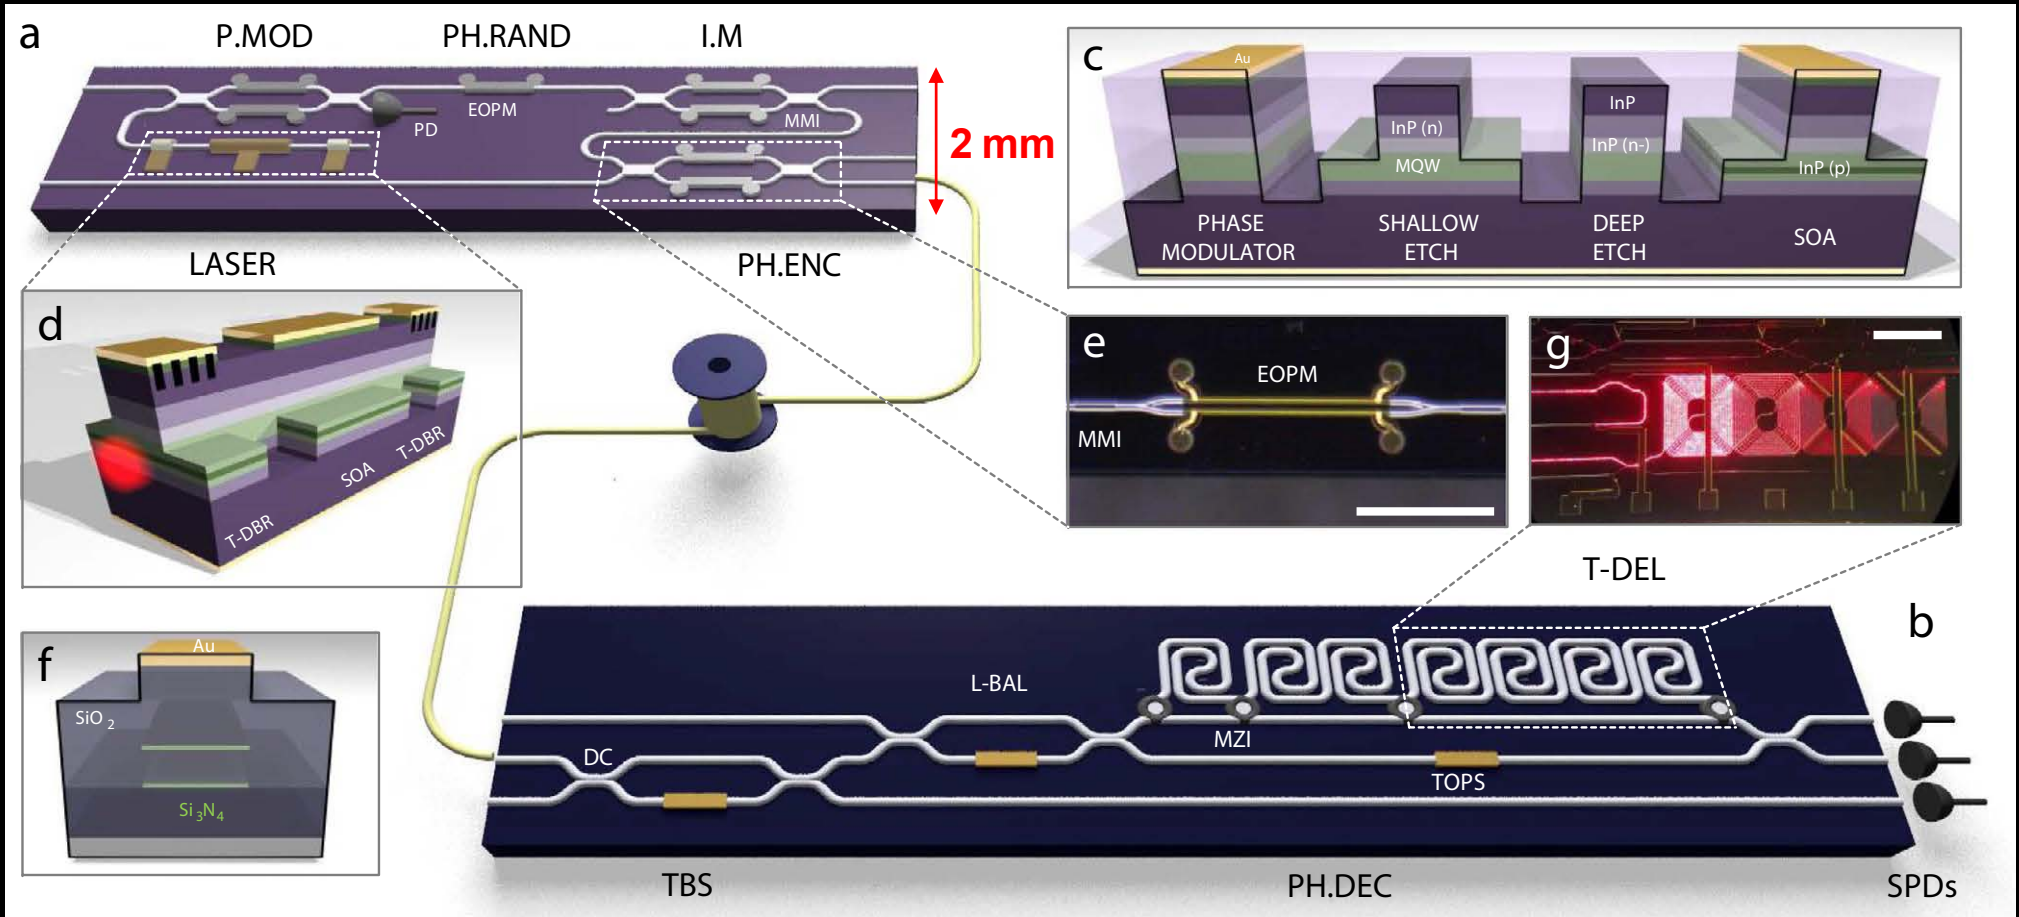 a
P.MOD
PH.RAND
I.M
EOPM
PD
MMI
2 mm
LASER
PH.ENC
c
Au
InP
InP (n)
InP (n-)
MQW
InP (p)
PHASE
MODULATOR
SHALLOW
ETCH
DEEP
ETCH
SOA
d
T-DBR
SOA
T-DBR
e
EOPM
MMI
g
T-DEL
f
Au
SiO2
Si3N4
b
L-BAL
DC
MZI
TOPS
TBS
PH.DEC
SPDs